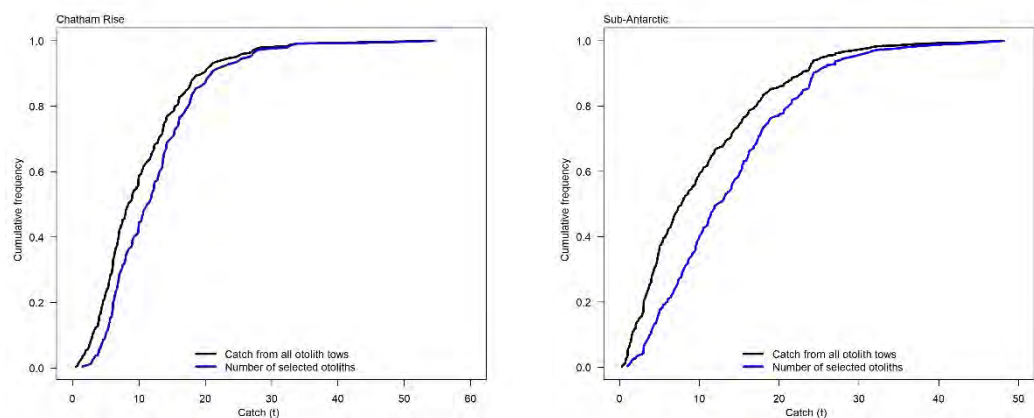 Chatham Rise
Cumulative frequency
1.0
0.8
0.6
0.4
0.2
0.0
Catch from all otolith tows
Number of selected otoliths
0 10 20 30 40 50 60
Catch (t)
Sub-Antarctic
Cumulative frequency
1.0
0.8
0.6
0.4
0.2
0.0
Catch from all otolith tows
Number of selected otoliths
0 10 20 30 40 50
Catch (t)